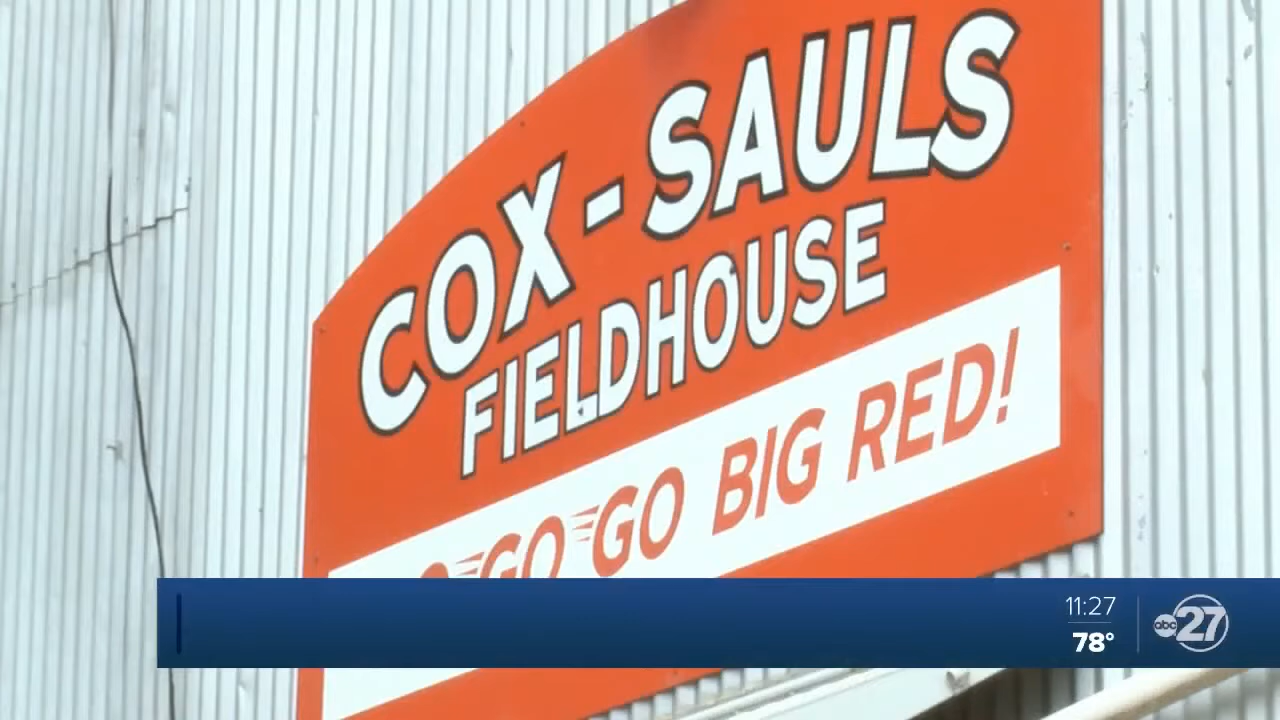 COX-SAULS
FIELDHOUSE
GO GO BIG RED!
11:27
78°
abc 27